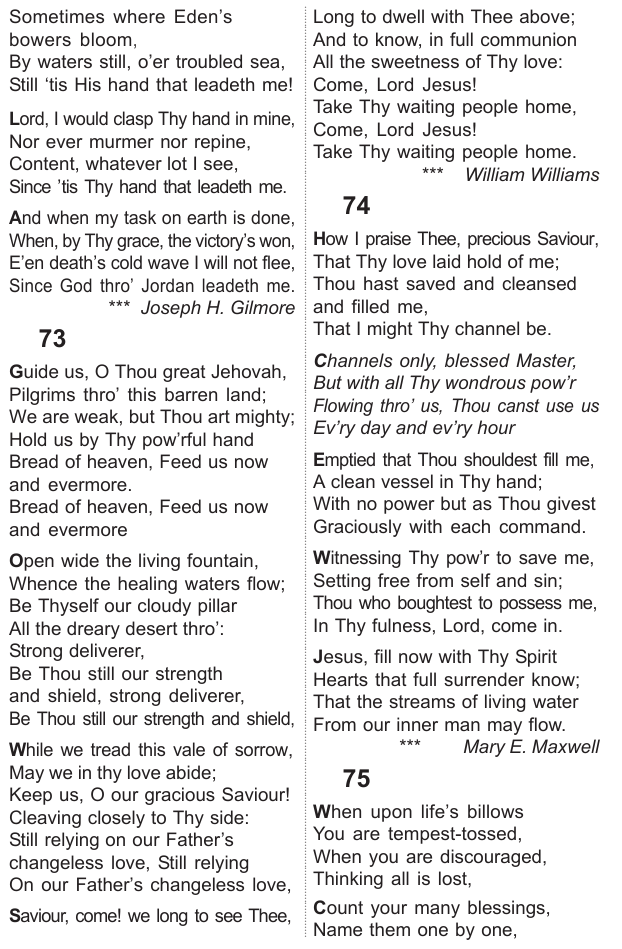 Sometimes where Eden's
bowers bloom,
By waters still, o'er troubled sea,
Still 'tis His hand that leadeth me!
Lord, I would clasp Thy hand in mine,
Nor ever murmer nor repine,
Content, whatever lot I see,
Since 'tis Thy hand that leadeth me.
And when my task on earth is done,
When, by Thy grace, the victory's won,
E'en death's cold wave I will not flee,
Since God thro' Jordan leadeth me.
*** Joseph H. Gilmore
73
Guide us, O Thou great Jehovah,
Pilgrims thro' this barren land;
We are weak, but Thou art mighty;
Hold us by Thy pow'rful hand
Bread of heaven, Feed us now
and evermore.
Bread of heaven, Feed us now
and evermore
Open wide the living fountain,
Whence the healing waters flow;
Be Thyself our cloudy pillar
All the dreary desert thro':
Strong deliverer,
Be Thou still our strength
and shield, strong deliverer,
Be Thou still our strength and shield,
While we tread this vale of sorrow,
May we in thy love abide;
Keep us, O our gracious Saviour!
Cleaving closely to Thy side:
Still relying on our Father's
changeless love, Still relying
On our Father's changeless love,
Saviour, come! we long to see Thee,
Long to dwell with Thee above;
And to know, in full communion
All the sweetness of Thy love:
Come, Lord Jesus!
Take Thy waiting people home,
Come, Lord Jesus!
Take Thy waiting people home.
*** William Williams
74
How I praise Thee, precious Saviour,
That Thy love laid hold of me;
Thou hast saved and cleansed
and filled me,
That I might Thy channel be.
Channels only, blessed Master,
But with all Thy wondrous pow'r
Flowing thro' us, Thou canst use us
Ev'ry day and ev'ry hour
Emptied that Thou shouldest fill me,
A clean vessel in Thy hand;
With no power but as Thou givest
Graciously with each command.
Witnessing Thy pow'r to save me,
Setting free from self and sin;
Thou who boughtest to possess me,
In Thy fulness, Lord, come in.
Jesus, fill now with Thy Spirit
Hearts that full surrender know;
That the streams of living water
From our inner man may flow.
*** Mary E. Maxwell
75
When upon life's billows
You are tempest-tossed,
When you are discouraged,
Thinking all is lost,
Count your many blessings,
Name them one by one,